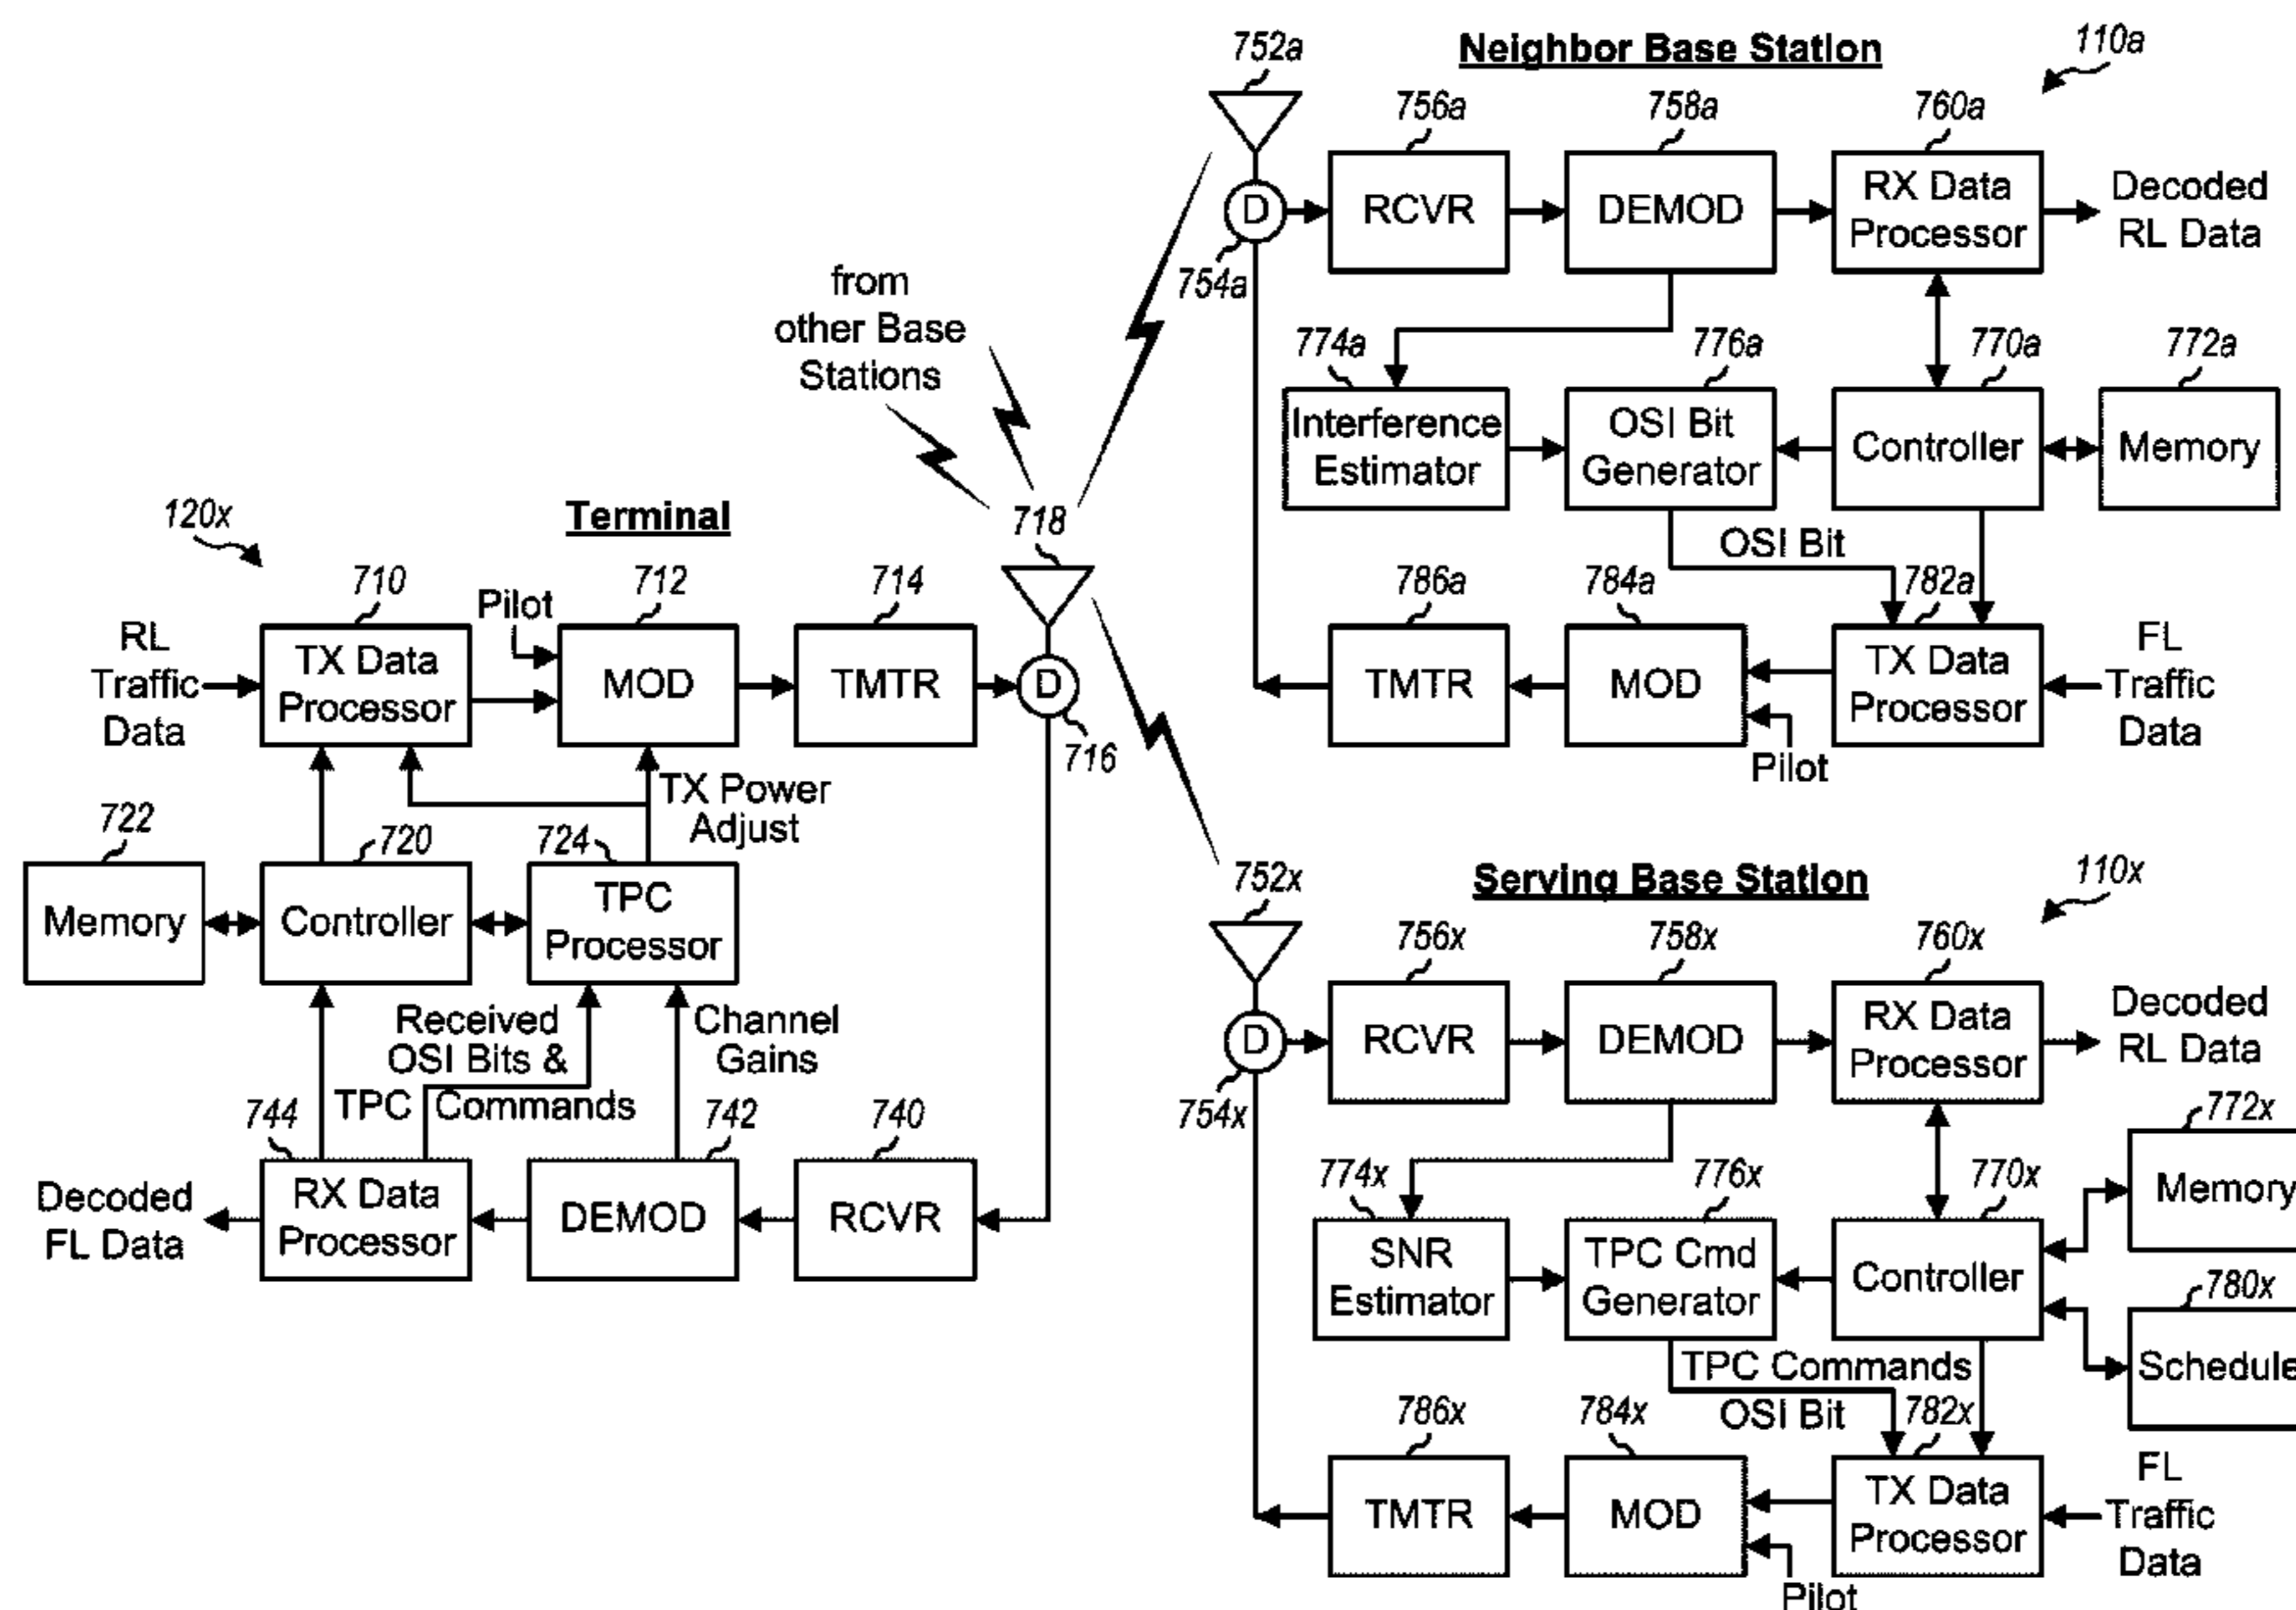 Neighbor Base Station
110a
752a
756a
758a
760a
D
RCVR
DEMOD
RX Data
Processor
Decoded
RL Data
754a
from
other Base
Stations
774a
776a
770a
772a
Interference
Estimator
OSI Bit
Generator
Controller
Memory
OSI Bit
786a
784a
782a
TMTR
MOD
TX Data
Processor
FL
Traffic
Data
Pilot
Terminal
120x
718
710
Pilot
712
714
RL
Traffic
Data
TX Data
Processor
MOD
TMTR
D
716
TX Power
Adjust
722
720
724
Memory
Controller
TPC
Processor
Received
OSI Bits &
TPC Commands
Channel
Gains
744
742
740
Decoded
FL Data
RX Data
Processor
DEMOD
RCVR
Serving Base Station
110x
752x
756x
758x
760x
D
RCVR
DEMOD
RX Data
Processor
Decoded
RL Data
754x
772x
Memory
774x
776x
770x
SNR
Estimator
TPC Cmd
Generator
Controller
780x
Schedule
TPC Commands
OSI Bit
786x
784x
782x
TMTR
MOD
TX Data
Processor
FL
Traffic
Data
Pilot